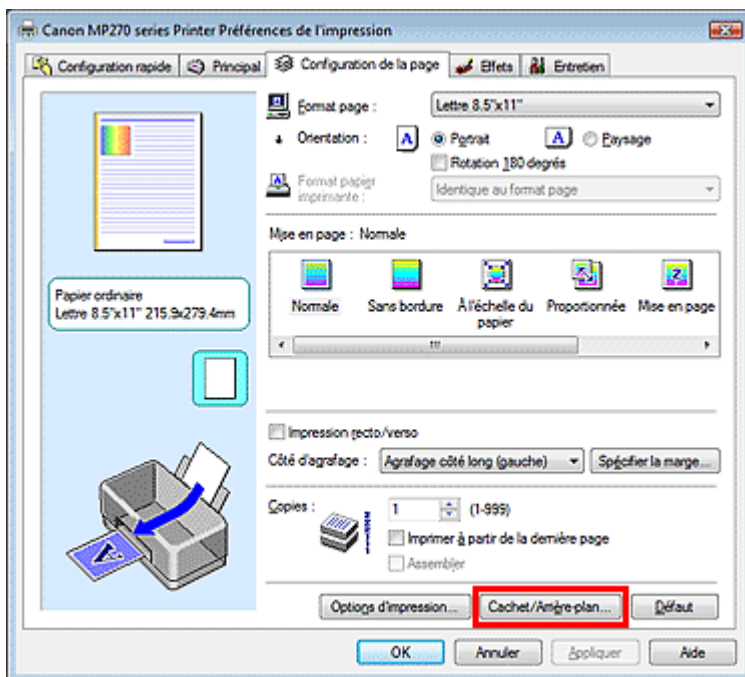 Canon MP270 series Printer Préférences de l'impression
Configuration rapide Principal Configuration de la page Effets Entretien
Format page : Lettre 8.5"x11"
Orientation : A Portrait A Paysage
Rotation 180 degrés
Format papier imprimante : Identique au format page
Mise en page : Normale
Normale Sans bordure À l'échelle du papier Proportionnée Mise en page
Papier ordinaire
Lettre 8.5"x11" 215.9x279.4mm
Impression recto/verso
Côté d'agrafage : Agrafage côté long (gauche) Spécifier la marge...
Copies : 1 (1-999)
Imprimer à partir de la dernière page
Assembler
Options d'impression... Cachet/Arrière-plan... Défaut
OK Annuler Appliquer Aide